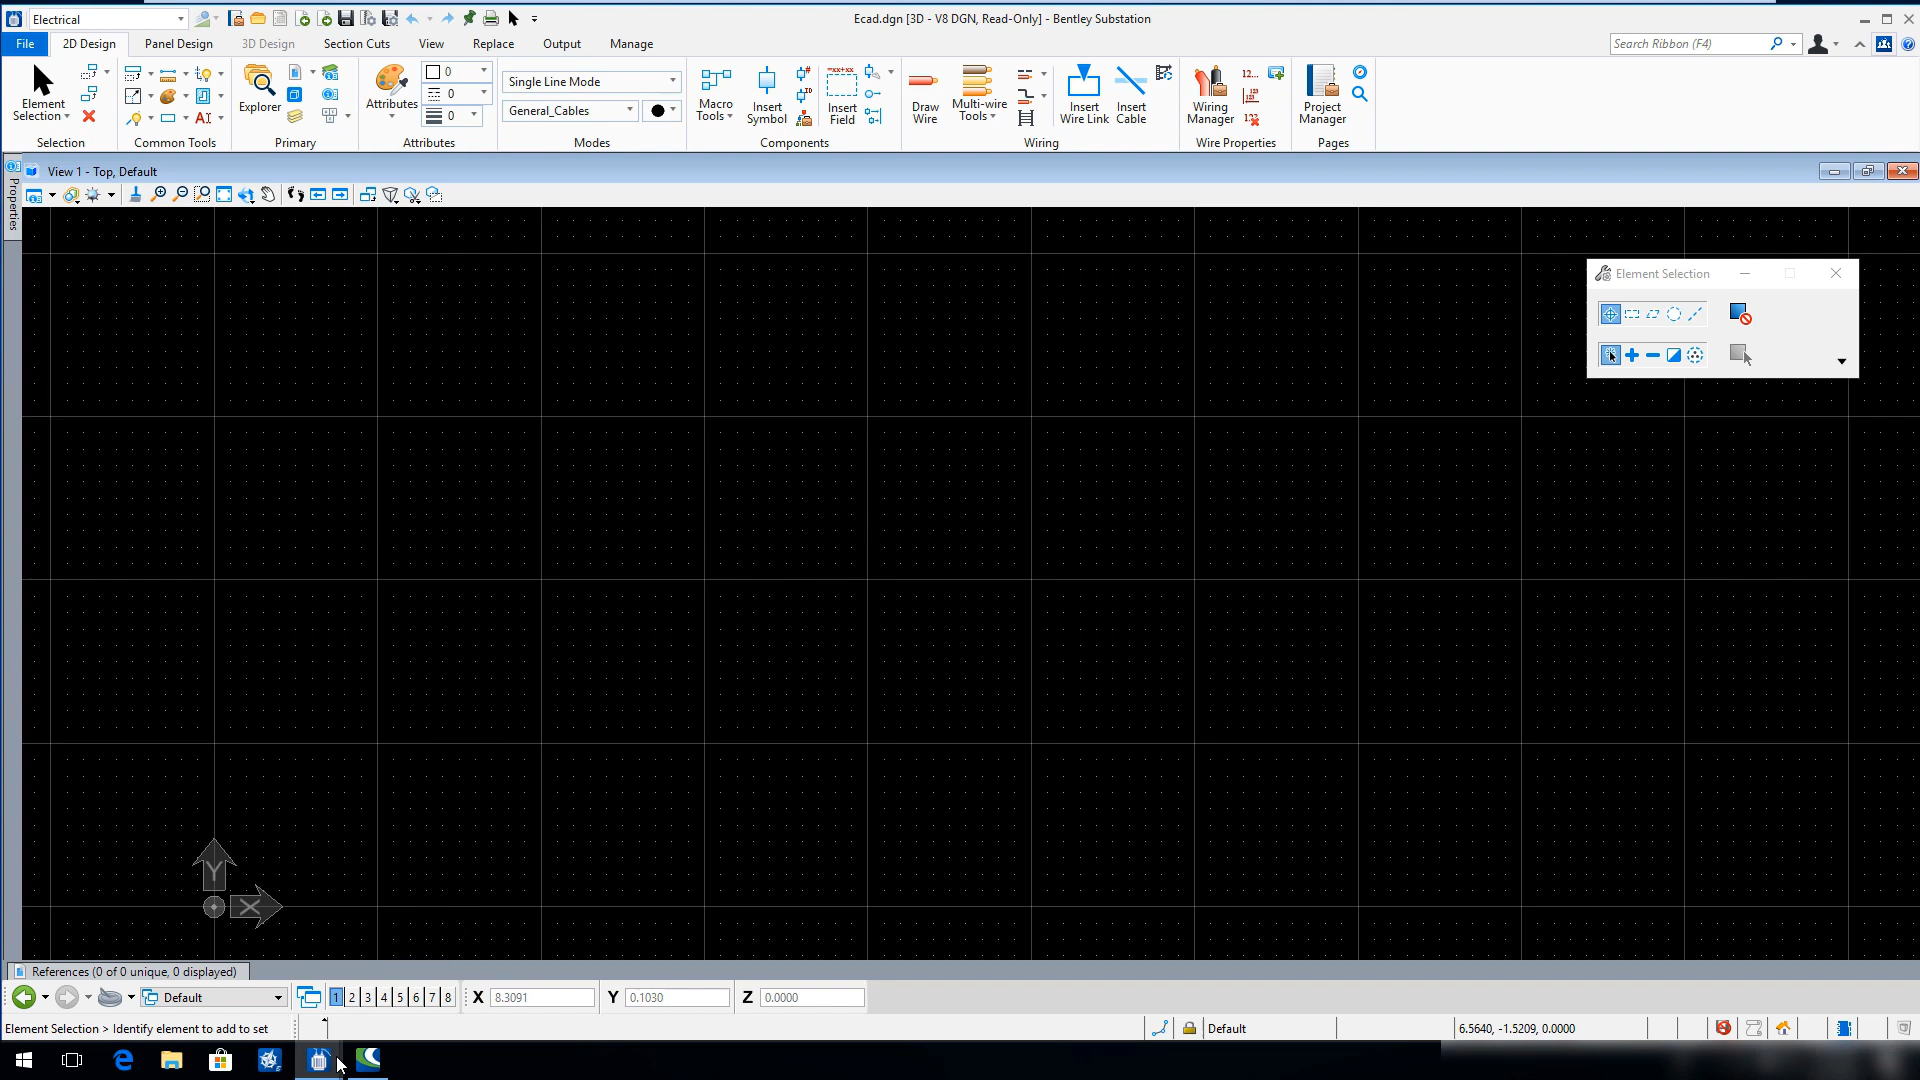 Electrical
Ecad.dgn [3D - V8 DGN, Read-Only] - Bentley Substation
File 2D Design Panel Design 3D Design Section Cuts View Replace Output Manage
Search Ribbon (F4)
Element Selection
Selection
Common Tools
Explorer
Primary
Attributes
0
0
0
Attributes
Single Line Mode
General_Cables
Modes
Macro Tools
Insert Symbol
Insert Field
Components
Draw Wire
Multi-wire Tools
Insert Wire Link
Insert Cable
Wiring
Wiring Manager
Wire Properties
Project Manager
Pages
View 1 - Top, Default
Properties
Element Selection
Y
X
References (0 of 0 unique, 0 displayed)
Default
1 2 3 4 5 6 7 8
X 8.3091
Y 0.1030
Z 0.0000
Element Selection > Identify element to add to set
Default
6.5640, -1.5209, 0.0000